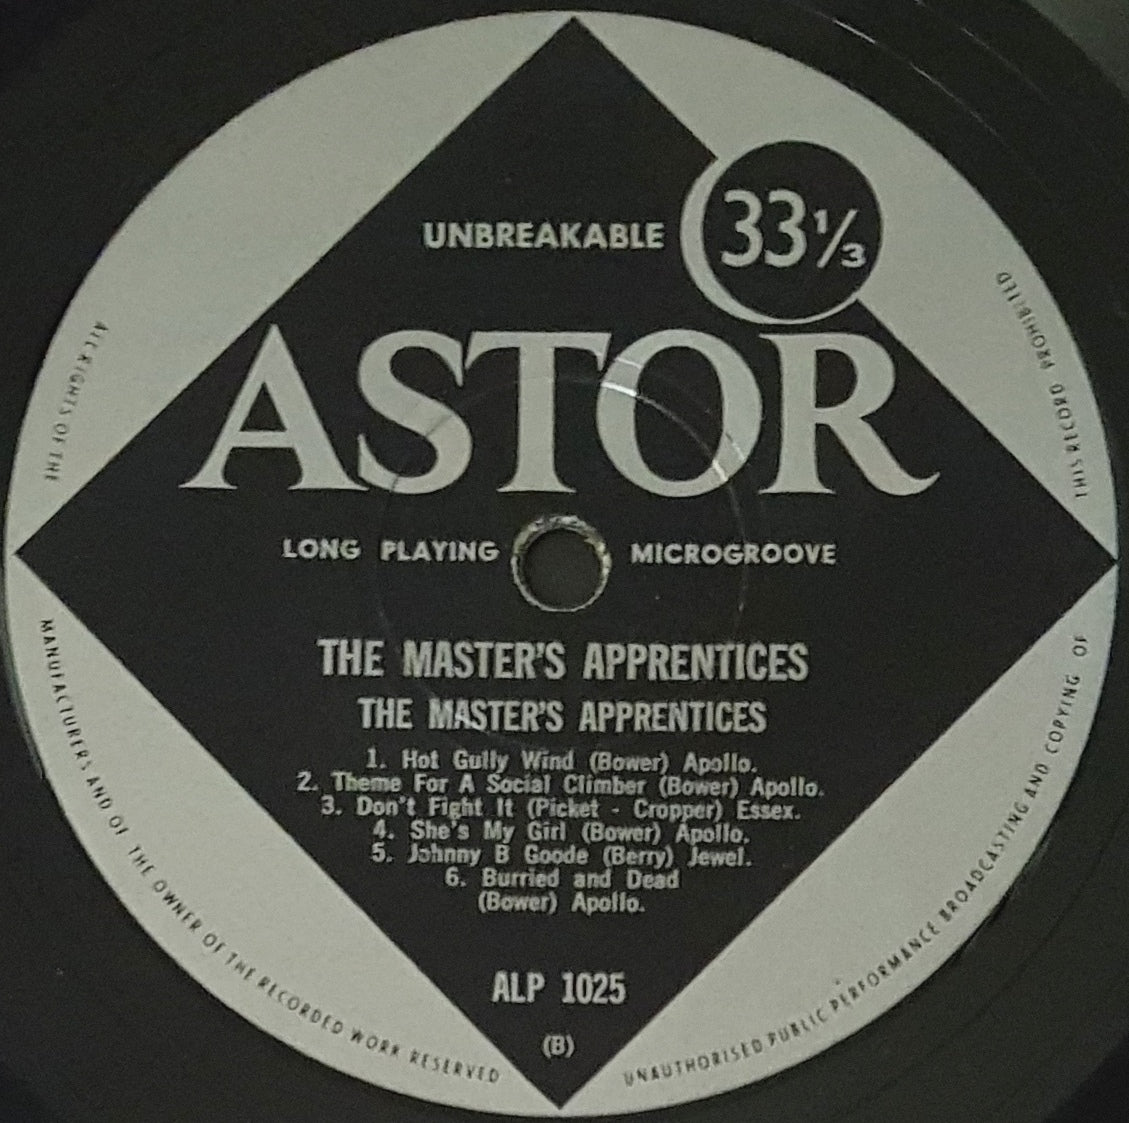 UNBREAKABLE
33⅓
ASTOR
LONG PLAYING MICROGROOVE
THE MASTER'S APPRENTICES
THE MASTER'S APPRENTICES
1. Hot Gully Wind (Bower) Apollo.
2. Theme For A Social Climber (Bower) Apollo.
3. Don't Fight It (Picket - Cropper) Essex.
4. She's My Girl (Bower) Apollo.
5. Johnny B Goode (Berry) Jewel.
6. Burried and Dead
(Bower) Apollo.
ALP 1025
(B)
ALL RIGHTS OF THE MANUFACTURERS AND OF THE OWNER OF THE RECORDED WORK RESERVED
UNAUTHORISED PUBLIC PERFORMANCE BROADCASTING AND COPYING OF THIS RECORD PROHIBITED